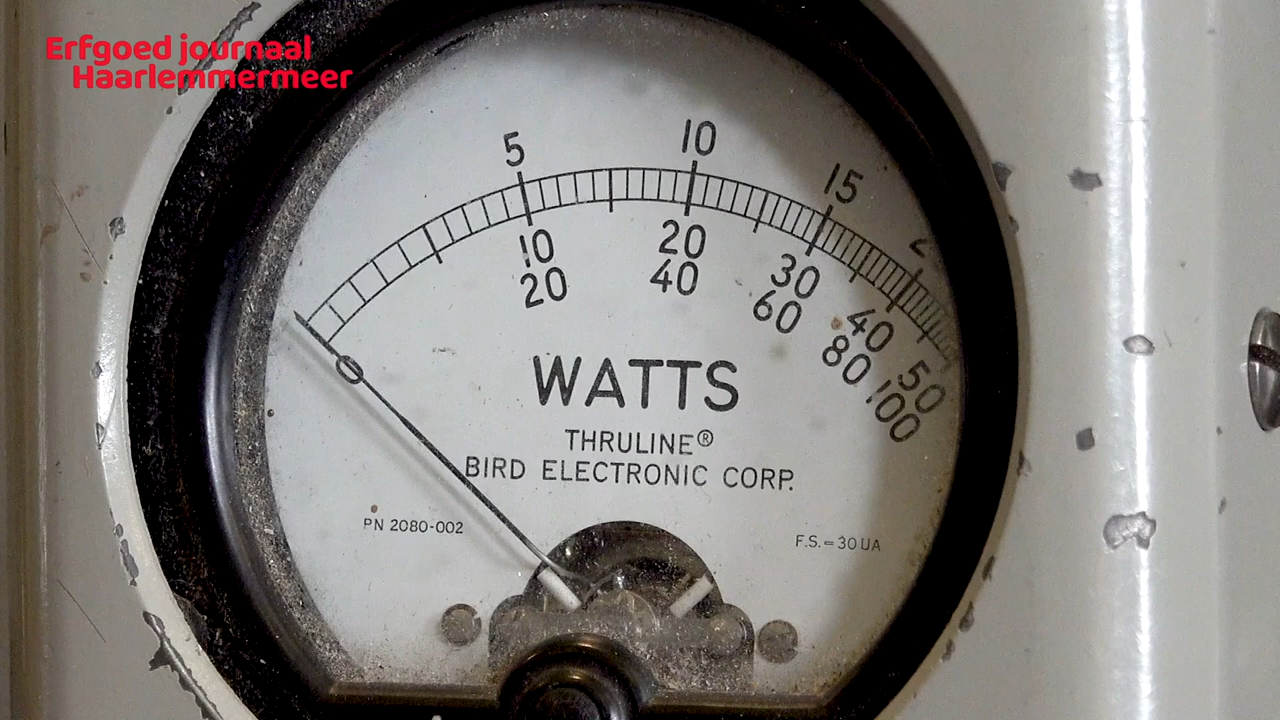 Erfgoed journaal
Haarlemmermeer
5 10 15
10 20 30 40 50
20 40 60 80 100
0
WATTS
THRULINE®
BIRD ELECTRONIC CORP.
PN 2080-002
F.S.=30UA